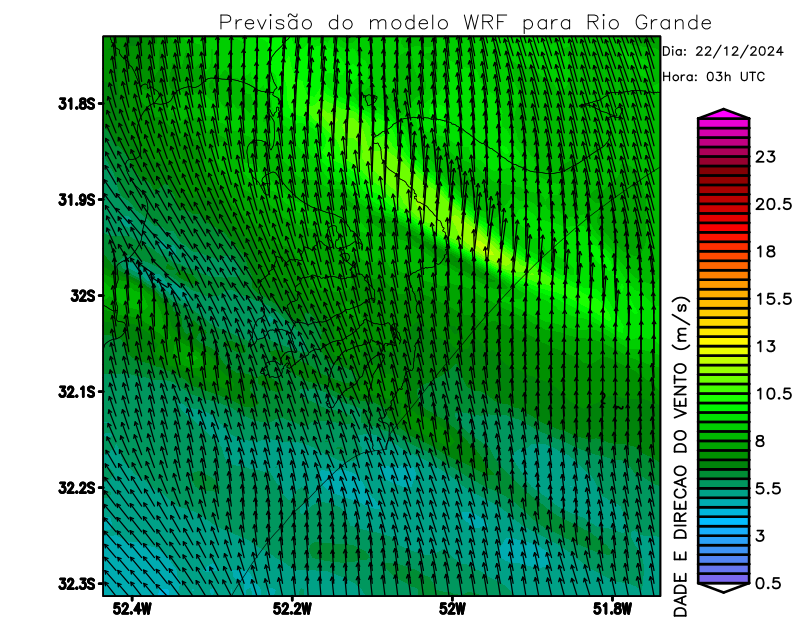 Previsão do modelo WRF para Rio Grande
Dia: 22/12/2024
Hora: 03h UTC
31.8S
31.9S
32S
32.1S
32.2S
32.3S
52.4W
52.2W
52W
51.8W
23
20.5
18
15.5
13
10.5
8
5.5
3
0.5
DADE E DIRECAO DO VENTO (m/s)